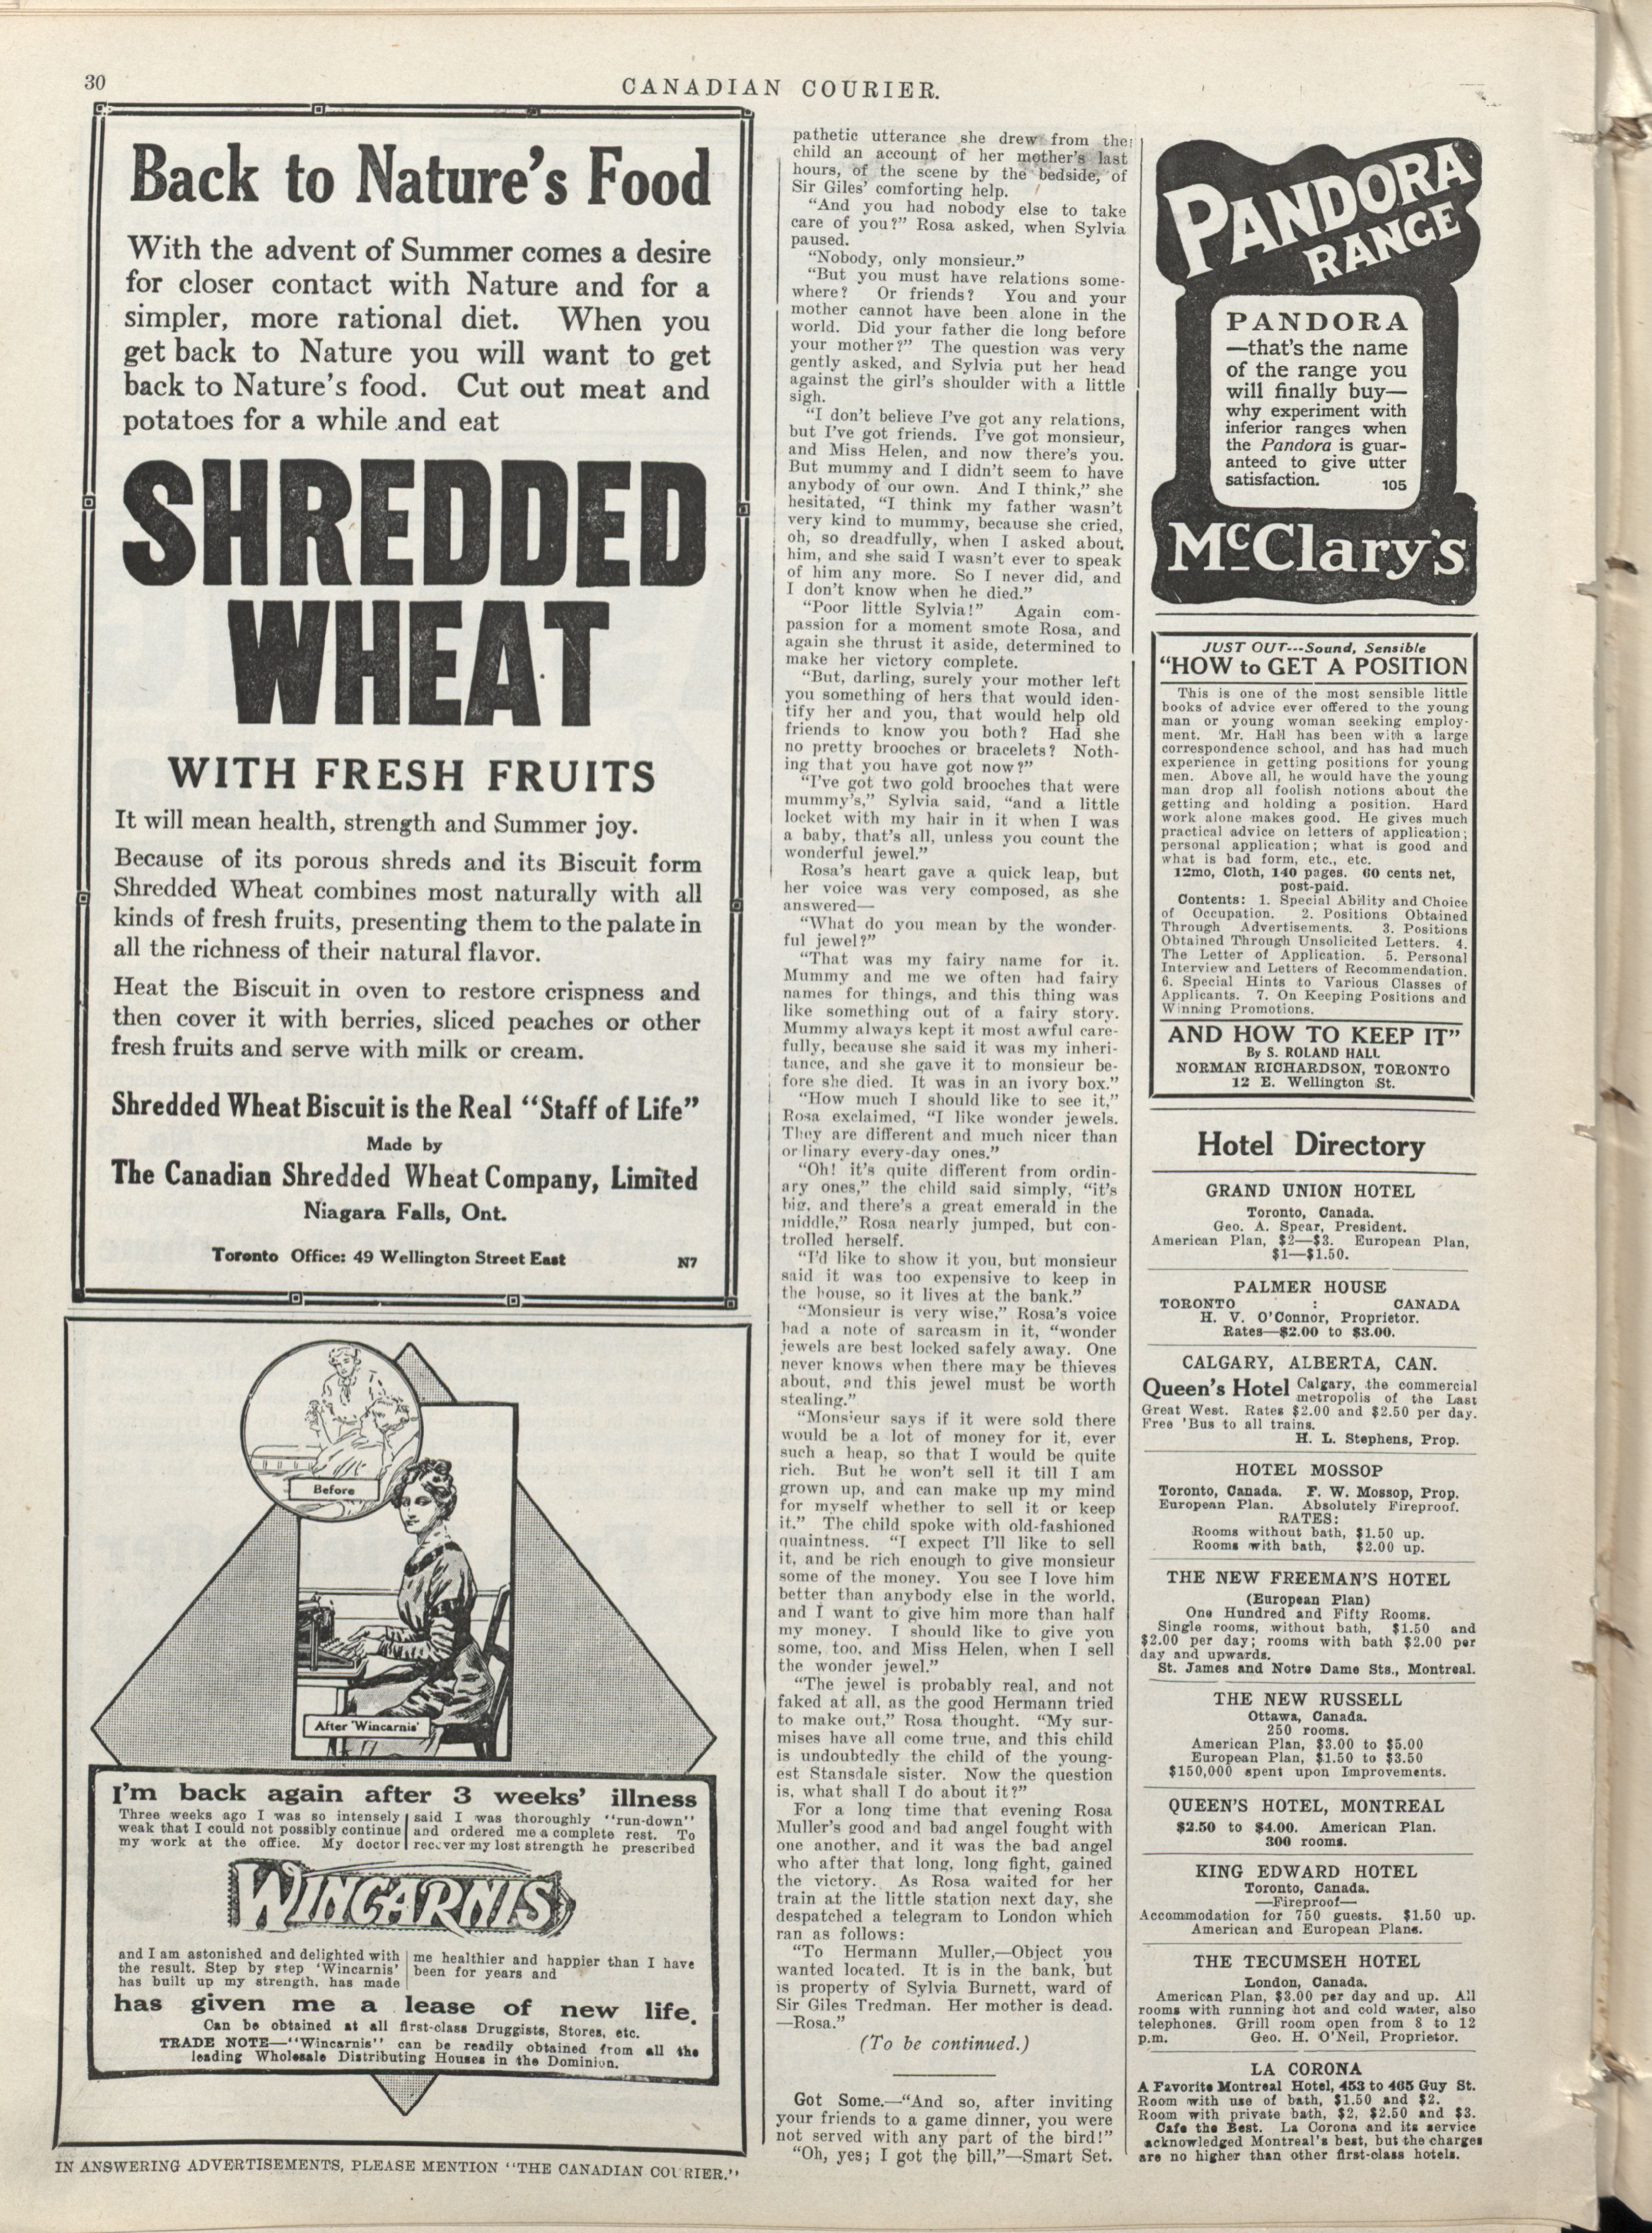 30
CANADIAN COURIER.
Back to Nature's Food
With the advent of Summer comes a desire
for closer contact with Nature and for a
simpler, more rational diet. When you
get back to Nature you will want to get
back to Nature's food. Cut out meat and
potatoes for a while and eat
SHREDDED
WHEAT
WITH FRESH FRUITS
It will mean health, strength and Summer joy.
Because of its porous shreds and its Biscuit form
Shredded Wheat combines most naturally with all
kinds of fresh fruits, presenting them to the palate in
all the richness of their natural flavor.
Heat the Biscuit in oven to restore crispness and
then cover it with berries, sliced peaches or other
fresh fruits and serve with milk or cream.
Shredded Wheat Biscuit is the Real "Staff of Life"
Made by
The Canadian Shredded Wheat Company, Limited
Niagara Falls, Ont.
Toronto Office: 49 Wellington Street East N7
Before
After 'Wincarnis'
I'm back again after 3 weeks' illness
Three weeks ago I was so intensely
weak that I could not possibly continue
my work at the office. My doctor
said I was thoroughly "run-down"
and ordered me a complete rest. To
recover my lost strength he prescribed
WINCARNIS
and I am astonished and delighted with
the result. Step by step 'Wincarnis'
has built up my strength, has made
me healthier and happier than I have
been for years and
has given me a lease of new life.
Can be obtained at all first-class Druggists, Stores, etc.
TRADE NOTE—"Wincarnis" can be readily obtained from all the
leading Wholesale Distributing Houses in the Dominion.
IN ANSWERING ADVERTISEMENTS, PLEASE MENTION "THE CANADIAN COURIER."
pathetic utterance she drew from the
child an account of her mother's last
hours, of the scene by the bedside, of
Sir Giles' comforting help.
"And you had nobody else to take
care of you?" Rosa asked, when Sylvia
paused.
"Nobody, only monsieur."
"But you must have relations some-
where? Or friends? You and your
mother cannot have been alone in the
world. Did your father die long before
your mother?" The question was very
gently asked, and Sylvia put her head
against the girl's shoulder with a little
sigh.
"I don't believe I've got any relations,
but I've got friends. I've got monsieur,
and Miss Helen, and now there's you.
But mummy and I didn't seem to have
anybody of our own. And I think," she
hesitated, "I think my father wasn't
very kind to mummy, because she cried,
oh, so dreadfully, when I asked about
him, and she said I wasn't ever to speak
of him any more. So I never did, and
I don't know when he died."
"Poor little Sylvia!" Again com-
passion for a moment smote Rosa, and
again she thrust it aside, determined to
make her victory complete.
"But, darling, surely your mother left
you something of hers that would iden-
tify her and you, that would help old
friends to know you both? Had she
no pretty brooches or bracelets? Noth-
ing that you have got now?"
"I've got two gold brooches that were
mummy's," Sylvia said, "and a little
locket with my hair in it when I was
a baby, that's all, unless you count the
wonderful jewel."
Rosa's heart gave a quick leap, but
her voice was very composed, as she
answered—
"What do you mean by the wonder-
ful jewel?"
"That was my fairy name for it.
Mummy and me we often had fairy
names for things, and this thing was
like something out of a fairy story.
Mummy always kept it most awful care-
fully, because she said it was my inheri-
tance, and she gave it to monsieur be-
fore she died. It was in an ivory box."
"How much I should like to see it,"
Rosa exclaimed, "I like wonder jewels.
They are different and much nicer than
or linary every-day ones."
"Oh! it's quite different from ordin-
ary ones," the child said simply, "it's
big, and there's a great emerald in the
middle," Rosa nearly jumped, but con-
trolled herself.
"I'd like to show it you, but monsieur
said it was too expensive to keep in
the house, so it lives at the bank."
"Monsieur is very wise," Rosa's voice
had a note of sarcasm in it, "wonder
jewels are best locked safely away. One
never knows when there may be thieves
about, and this jewel must be worth
stealing."
"Monsieur says if it were sold there
would be a lot of money for it, ever
such a heap, so that I would be quite
rich. But he won't sell it till I am
grown up, and can make up my mind
for myself whether to sell it or keep
it." The child spoke with old-fashioned
quaintness. "I expect I'll like to sell
it, and be rich enough to give monsieur
some of the money. You see I love him
better than anybody else in the world,
and I want to give him more than half
my money. I should like to give you
some, too, and Miss Helen, when I sell
the wonder jewel."
"The jewel is probably real, and not
faked at all, as the good Hermann tried
to make out," Rosa thought. "My sur-
mises have all come true, and this child
is undoubtedly the child of the young-
est Stansdale sister. Now the question
is, what shall I do about it?"
For a long time that evening Rosa
Muller's good and bad angel fought with
one another, and it was the bad angel
who after that long, long fight, gained
the victory. As Rosa waited for her
train at the little station next day, she
despatched a telegram to London which
ran as follows:
"To Hermann Muller,—Object you
wanted located. It is in the bank, but
is property of Sylvia Burnett, ward of
Sir Giles Tredman. Her mother is dead.
—Rosa."
(To be continued.)
Got Some.—"And so, after inviting
your friends to a game dinner, you were
not served with any part of the bird!"
"Oh, yes; I got the bill,"—Smart Set.
PANDORA
RANGE
PANDORA
—that's the name
of the range you
will finally buy—
why experiment with
inferior ranges when
the Pandora is guar-
anteed to give utter
satisfaction. 105
McClary's
JUST OUT---Sound, Sensible
"HOW to GET A POSITION
This is one of the most sensible little
books of advice ever offered to the young
man or young woman seeking employ-
ment. Mr. Hall has been with a large
correspondence school, and has had much
experience in getting positions for young
men. Above all, he would have the young
man drop all foolish notions about the
getting and holding a position. Hard
work alone makes good. He gives much
practical advice on letters of application;
personal application; what is good and
what is bad form, etc., etc.
12mo, Cloth, 140 pages. 60 cents net,
post-paid.
Contents: 1. Special Ability and Choice
of Occupation. 2. Positions Obtained
Through Advertisements. 3. Positions
Obtained Through Unsolicited Letters. 4.
The Letter of Application. 5. Personal
Interview and Letters of Recommendation.
6. Special Hints to Various Classes of
Applicants. 7. On Keeping Positions and
Winning Promotions.
AND HOW TO KEEP IT"
By S. ROLAND HALL
NORMAN RICHARDSON, TORONTO
12 E. Wellington St.
Hotel Directory
GRAND UNION HOTEL
Toronto, Canada.
Geo. A. Spear, President.
American Plan, $2—$3. European Plan,
$1—$1.50.
PALMER HOUSE
TORONTO : CANADA
H. V. O'Connor, Proprietor.
Rates—$2.00 to $3.00.
CALGARY, ALBERTA, CAN.
Queen's Hotel Calgary, the commercial
metropolis of the Last
Great West. Rates $2.00 and $2.50 per day.
Free 'Bus to all trains.
H. L. Stephens, Prop.
HOTEL MOSSOP
Toronto, Canada. F. W. Mossop, Prop.
European Plan. Absolutely Fireproof.
RATES:
Rooms without bath, $1.50 up.
Rooms with bath, $2.00 up.
THE NEW FREEMAN'S HOTEL
(European Plan)
One Hundred and Fifty Rooms.
Single rooms, without bath, $1.50 and
$2.00 per day; rooms with bath $2.00 per
day and upwards.
St. James and Notre Dame Sts., Montreal.
THE NEW RUSSELL
Ottawa, Canada.
250 rooms.
American Plan, $3.00 to $5.00
European Plan, $1.50 to $3.50
$150,000 spent upon Improvements.
QUEEN'S HOTEL, MONTREAL
$2.50 to $4.00. American Plan.
300 rooms.
KING EDWARD HOTEL
Toronto, Canada.
—Fireproof—
Accommodation for 750 guests. $1.50 up.
American and European Plans.
THE TECUMSEH HOTEL
London, Canada.
American Plan, $3.00 per day and up. All
rooms with running hot and cold water, also
telephones. Grill room open from 8 to 12
p.m. Geo. H. O'Neil, Proprietor.
LA CORONA
A Favorite Montreal Hotel, 453 to 465 Guy St.
Room with use of bath, $1.50 and $2.
Room with private bath, $2, $2.50 and $3.
Cafe the Best. La Corona and its service
acknowledged Montreal's best, but the charges
are no higher than other first-class hotels.